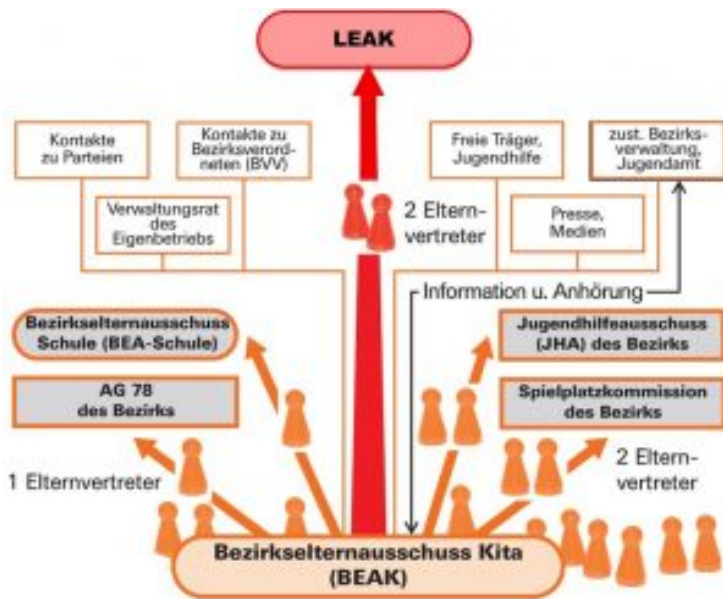 LEAK
Kontakte
zu Parteien
Kontakte zu
Bezirksverord-
neten (BVV)
Verwaltungsrat
des
Eigenbetriebs
Freie Träger,
Jugendhilfe
zust. Bezirks-
verwaltung,
Jugendamt
Presse,
Medien
2 Eltern-
vertreter
Information u. Anhörung
Bezirkselternausschuss
Schule (BEA-Schule)
AG 78
des Bezirks
Jugendhilfeausschuss
(JHA) des Bezirks
Spielplatzkommission
des Bezirks
1 Elternvertreter
2 Eltern-
vertreter
Bezirkselternausschuss Kita
(BEAK)